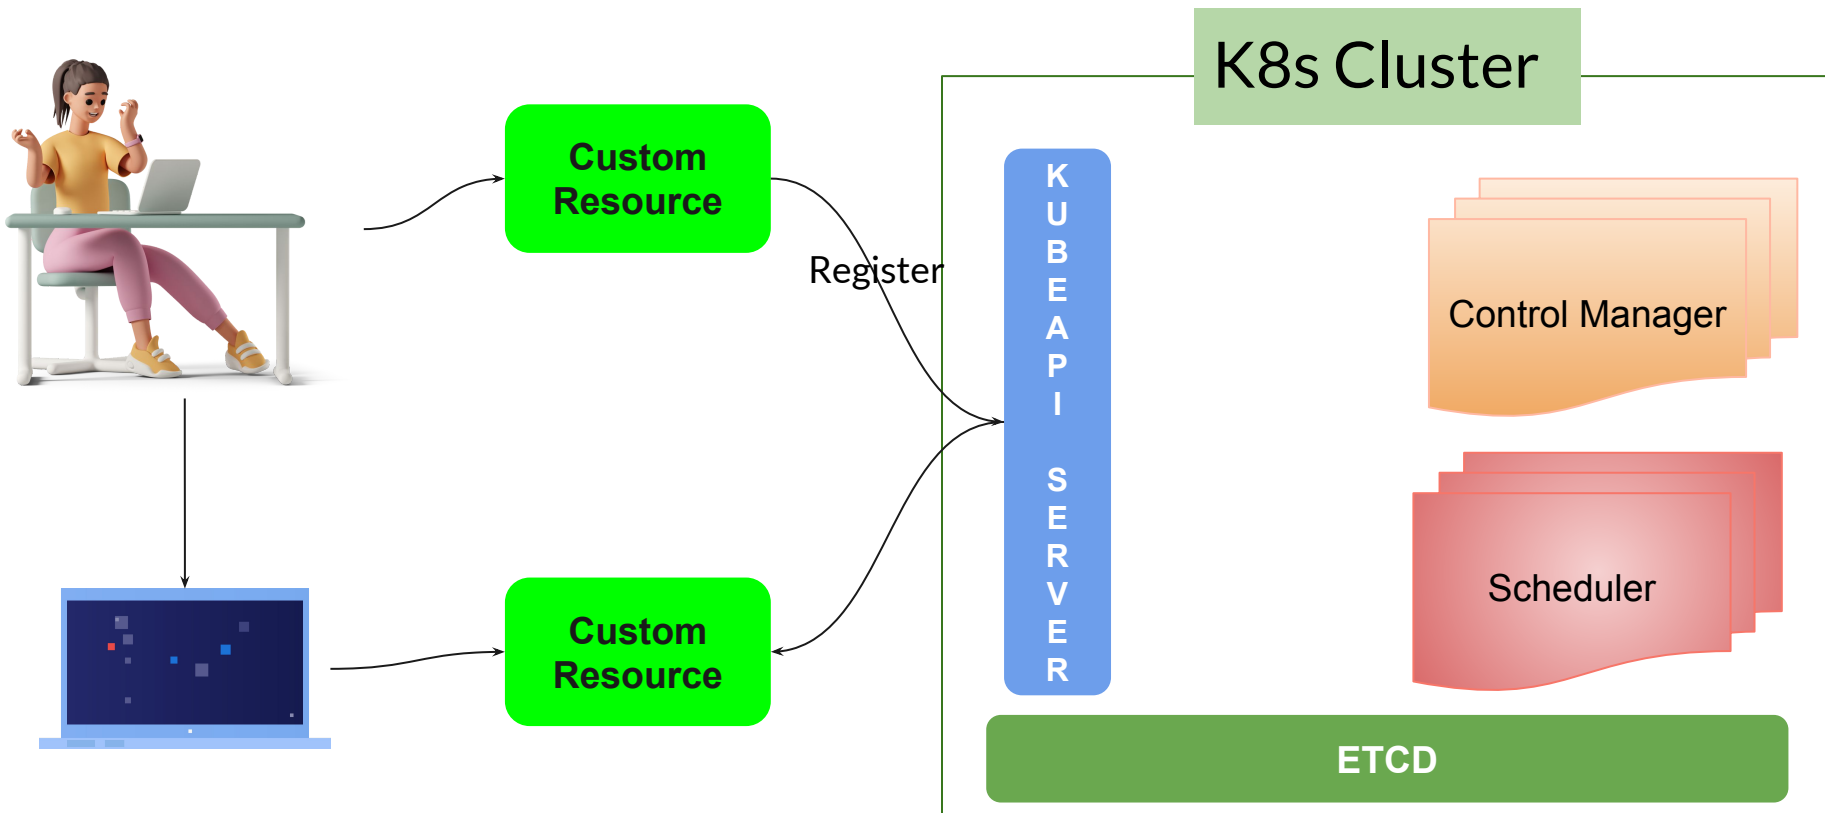 K8s Cluster
Custom
Resource
Register
K
U
B
E
A
P
I
S
E
R
V
E
R
Control Manager
Scheduler
Custom
Resource
ETCD